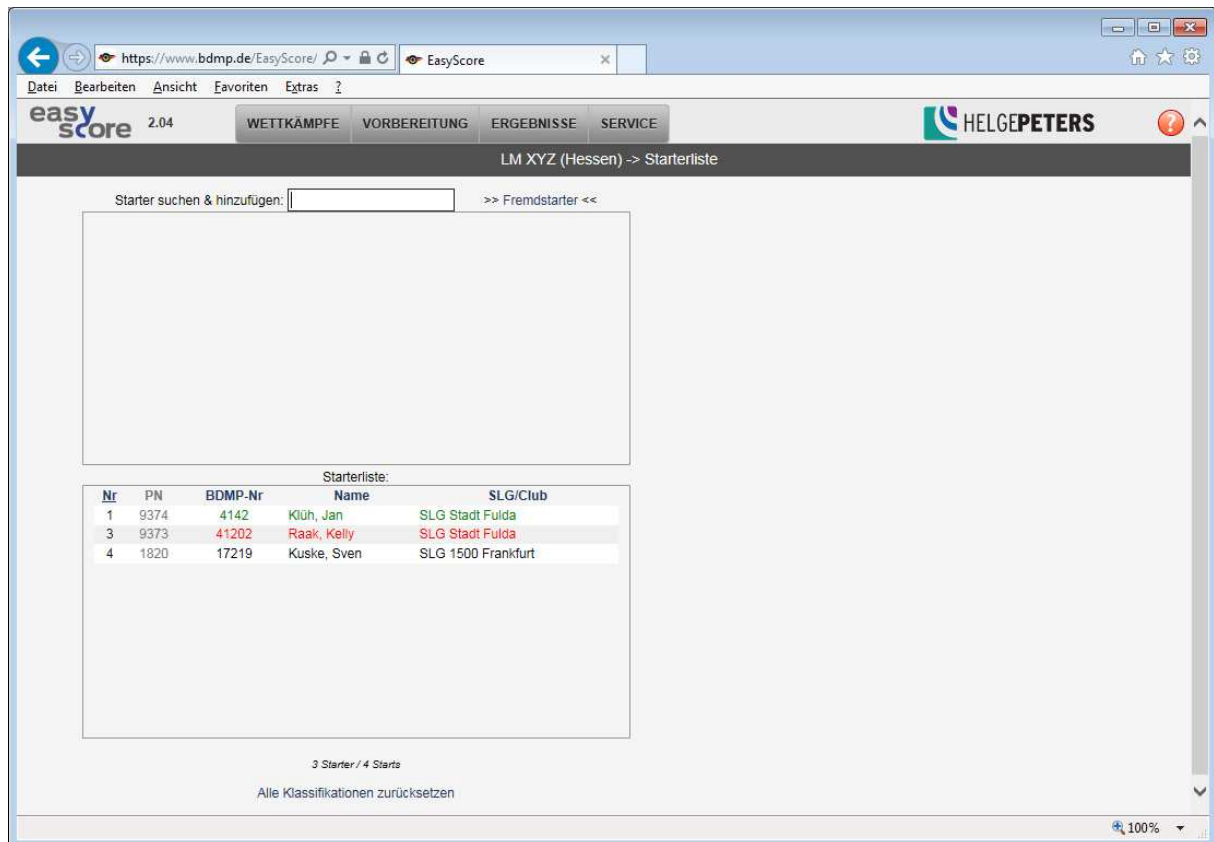 https://www.bdmp.de/EasyScore/
EasyScore
Datei Bearbeiten Ansicht Favoriten Extras ?
easy score 2.04 WETTKÄMPFE VORBEREITUNG ERGEBNISSE SERVICE HELGEPETERS ?
LM XYZ (Hessen) -> Starterliste
Starter suchen & hinzufügen: >> Fremdstarter <<
Starterliste:
Nr PN BDMP-Nr Name SLG/Club
1 9374 4142 Klüh, Jan SLG Stadt Fulda
3 9373 41202 Raak, Kelly SLG Stadt Fulda
4 1820 17219 Kuske, Sven SLG 1500 Frankfurt
3 Starter / 4 Starts
Alle Klassifikationen zurücksetzen
100%